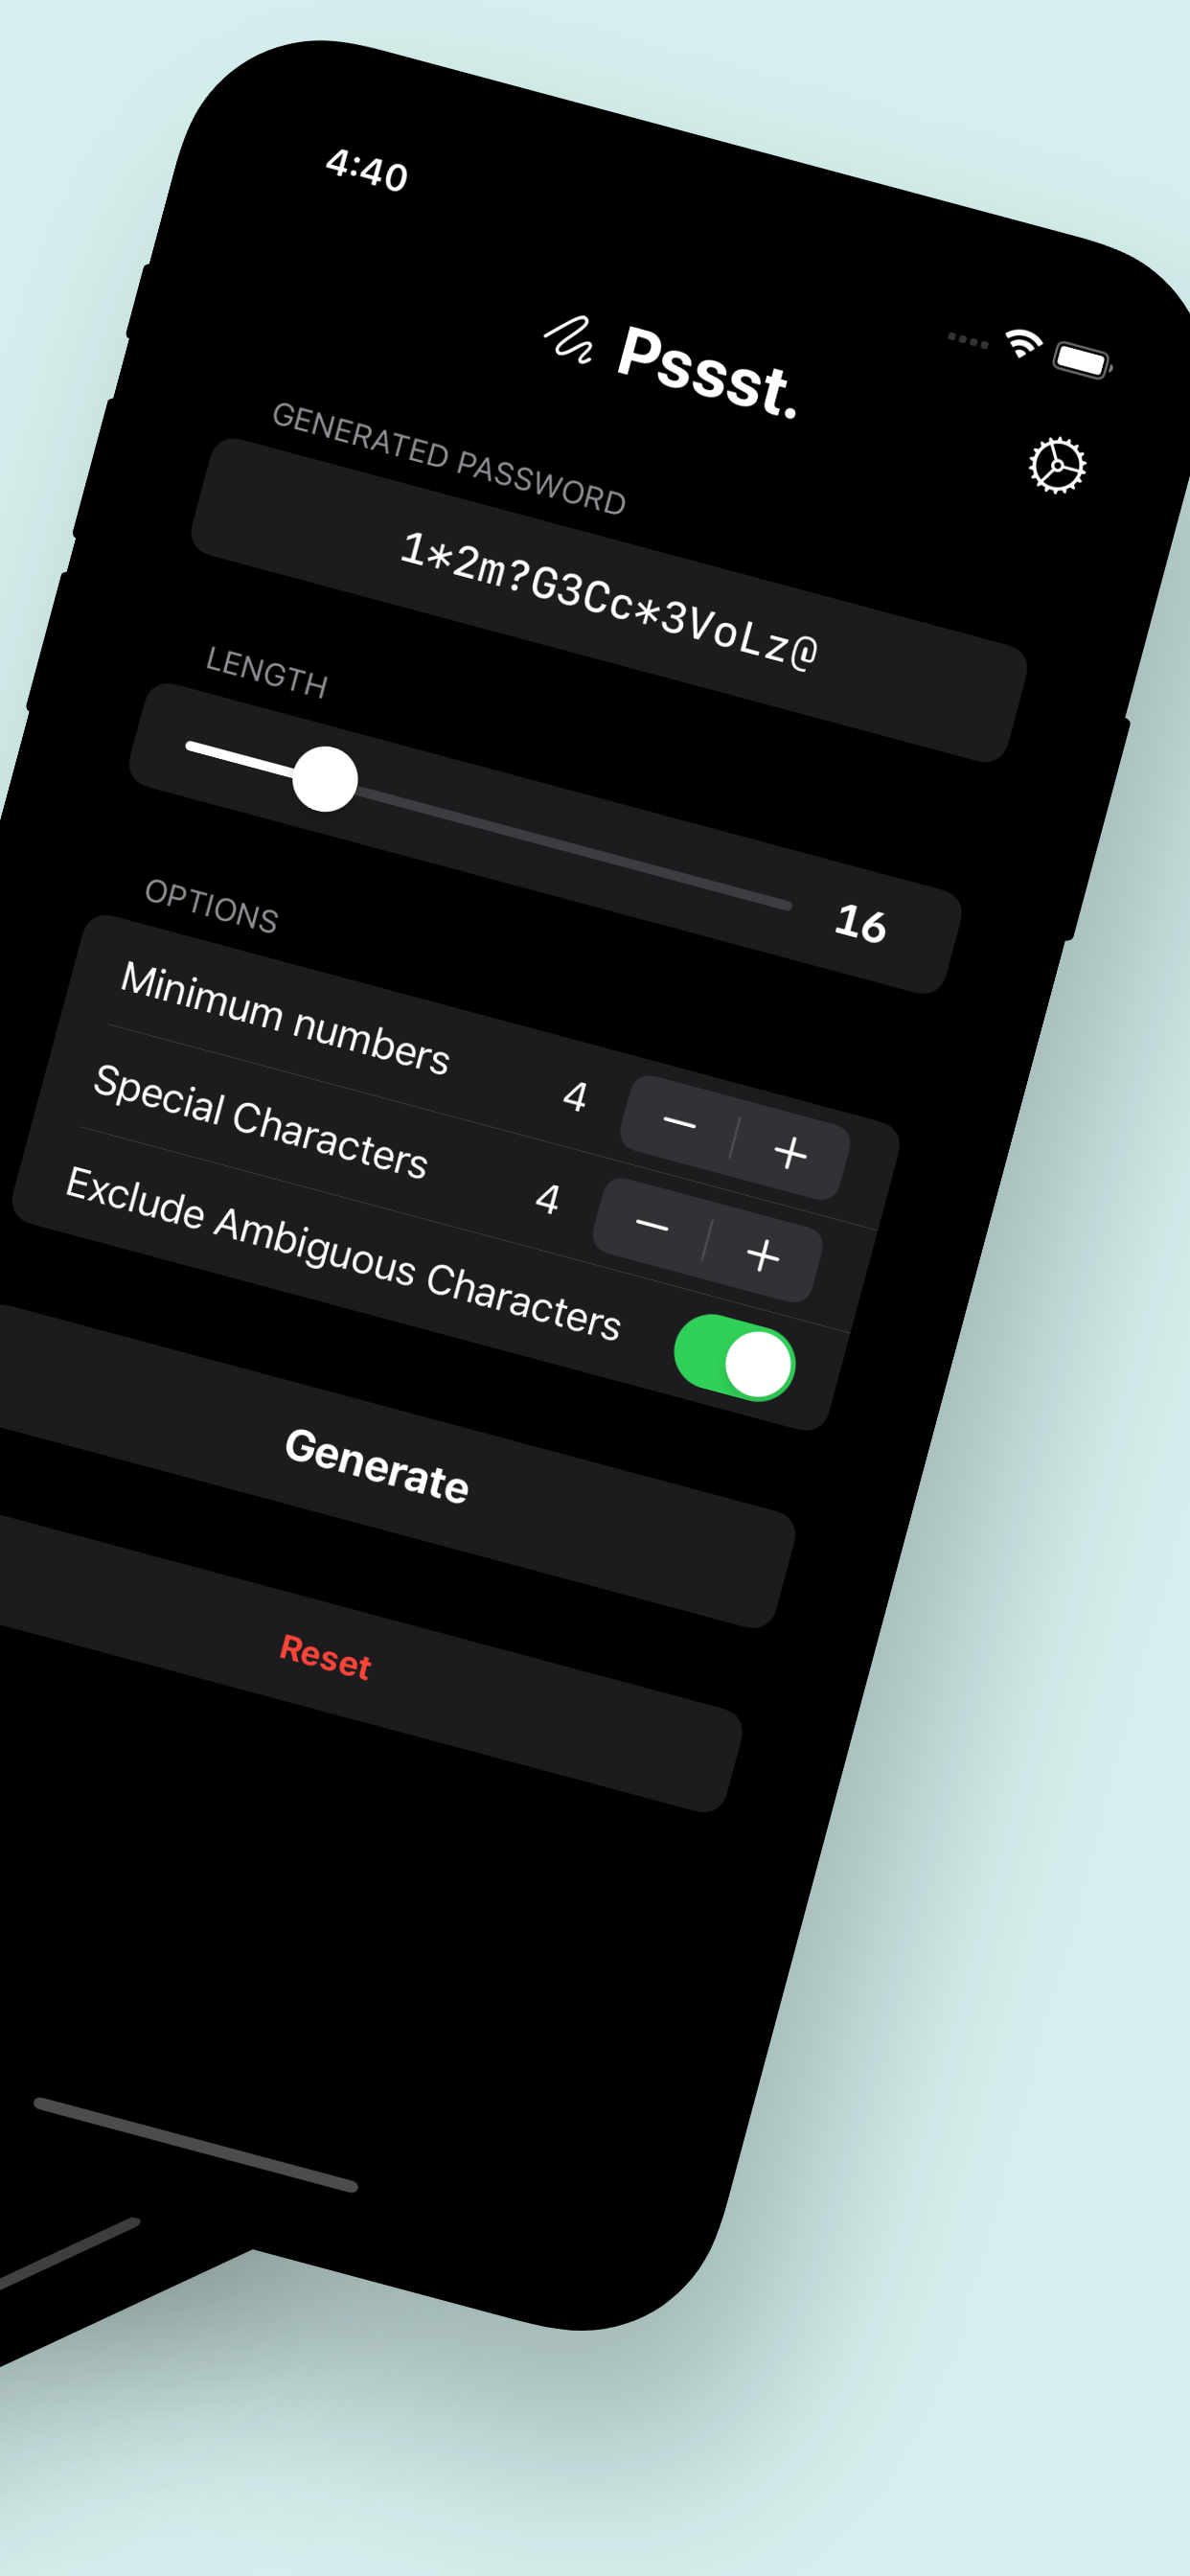 4:40
Pssst.
GENERATED PASSWORD
1*2m?G3Cc*3VoLz@
LENGTH
16
OPTIONS
Minimum numbers 4 − +
Special Characters 4 − +
Exclude Ambiguous Characters
Generate
Reset